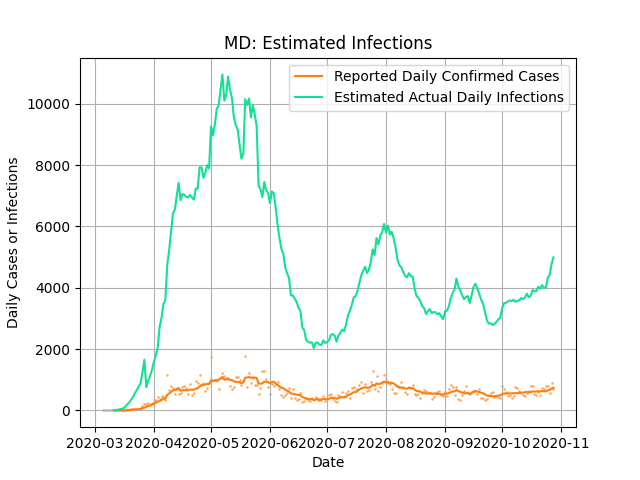 MD: Estimated Infections
Reported Daily Confirmed Cases
Estimated Actual Daily Infections
Daily Cases or Infections
10000
8000
6000
4000
2000
0
2020-03 2020-04 2020-05 2020-06 2020-07 2020-08 2020-09 2020-10 2020-11
Date